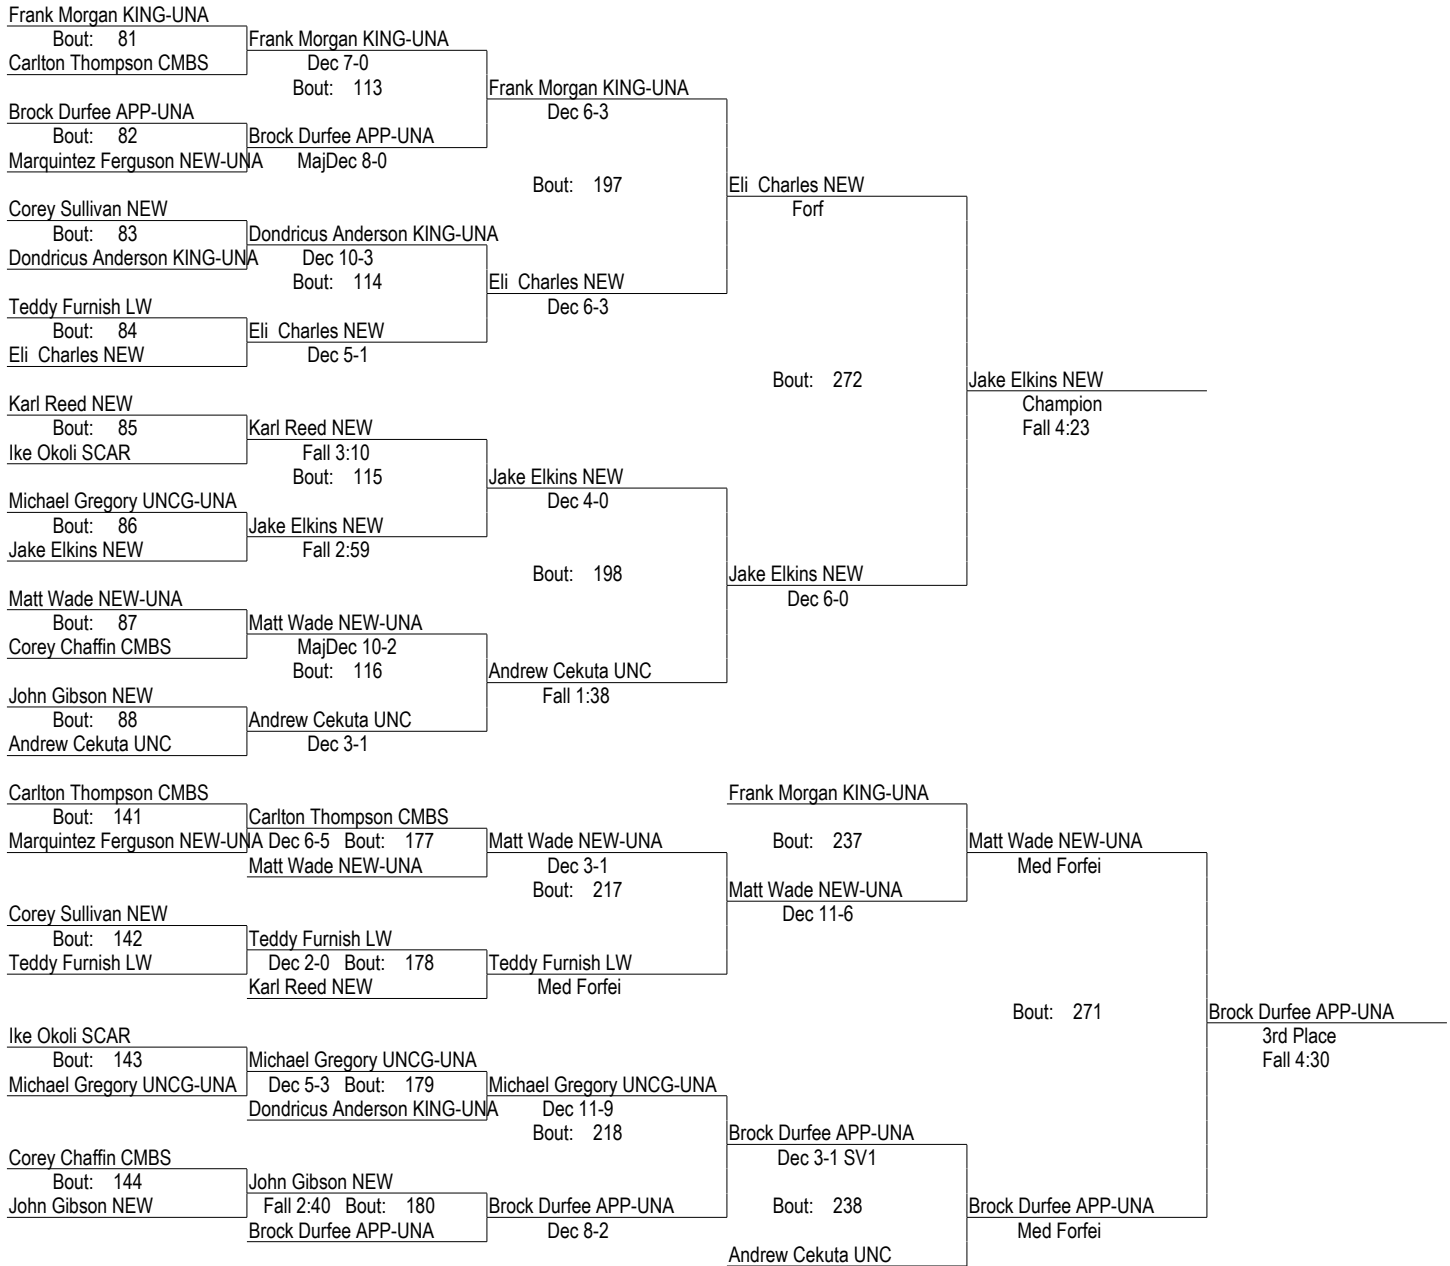 Frank Morgan KING-UNA
Bout: 81 Frank Morgan KING-UNA
Carlton Thompson CMBS Dec 7-0
Bout: 113 Frank Morgan KING-UNA
Brock Durfee APP-UNA Dec 6-3
Bout: 82 Brock Durfee APP-UNA
Marquintez Ferguson NEW-UNA MajDec 8-0
Bout: 197 Eli Charles NEW
Corey Sullivan NEW Forf
Bout: 83 Dondricus Anderson KING-UNA
Dondricus Anderson KING-UNA Dec 10-3
Bout: 114 Eli Charles NEW
Teddy Furnish LW Dec 6-3
Bout: 84 Eli Charles NEW
Eli Charles NEW Dec 5-1
Bout: 272 Jake Elkins NEW
Karl Reed NEW Champion
Bout: 85 Karl Reed NEW Fall 4:23
Ike Okoli SCAR Fall 3:10
Bout: 115 Jake Elkins NEW
Michael Gregory UNCG-UNA Dec 4-0
Bout: 86 Jake Elkins NEW
Jake Elkins NEW Fall 2:59
Bout: 198 Jake Elkins NEW
Matt Wade NEW-UNA Dec 6-0
Bout: 87 Matt Wade NEW-UNA
Corey Chaffin CMBS MajDec 10-2
Bout: 116 Andrew Cekuta UNC
John Gibson NEW Fall 1:38
Bout: 88 Andrew Cekuta UNC
Andrew Cekuta UNC Dec 3-1
Carlton Thompson CMBS Frank Morgan KING-UNA
Bout: 141 Carlton Thompson CMBS
Marquintez Ferguson NEW-UNA Dec 6-5 Bout: 177 Matt Wade NEW-UNA Bout: 237 Matt Wade NEW-UNA
Matt Wade NEW-UNA Dec 3-1 Med Forfei
Bout: 217 Matt Wade NEW-UNA
Corey Sullivan NEW Dec 11-6
Bout: 142 Teddy Furnish LW
Teddy Furnish LW Dec 2-0 Bout: 178 Teddy Furnish LW
Karl Reed NEW Med Forfei
Bout: 271 Brock Durfee APP-UNA
Ike Okoli SCAR 3rd Place
Bout: 143 Michael Gregory UNCG-UNA Fall 4:30
Michael Gregory UNCG-UNA Dec 5-3 Bout: 179 Michael Gregory UNCG-UNA
Dondricus Anderson KING-UNA Dec 11-9
Bout: 218 Brock Durfee APP-UNA
Corey Chaffin CMBS Dec 3-1 SV1
Bout: 144 John Gibson NEW
John Gibson NEW Fall 2:40 Bout: 180 Brock Durfee APP-UNA Bout: 238 Brock Durfee APP-UNA
Brock Durfee APP-UNA Dec 8-2 Med Forfei
Andrew Cekuta UNC